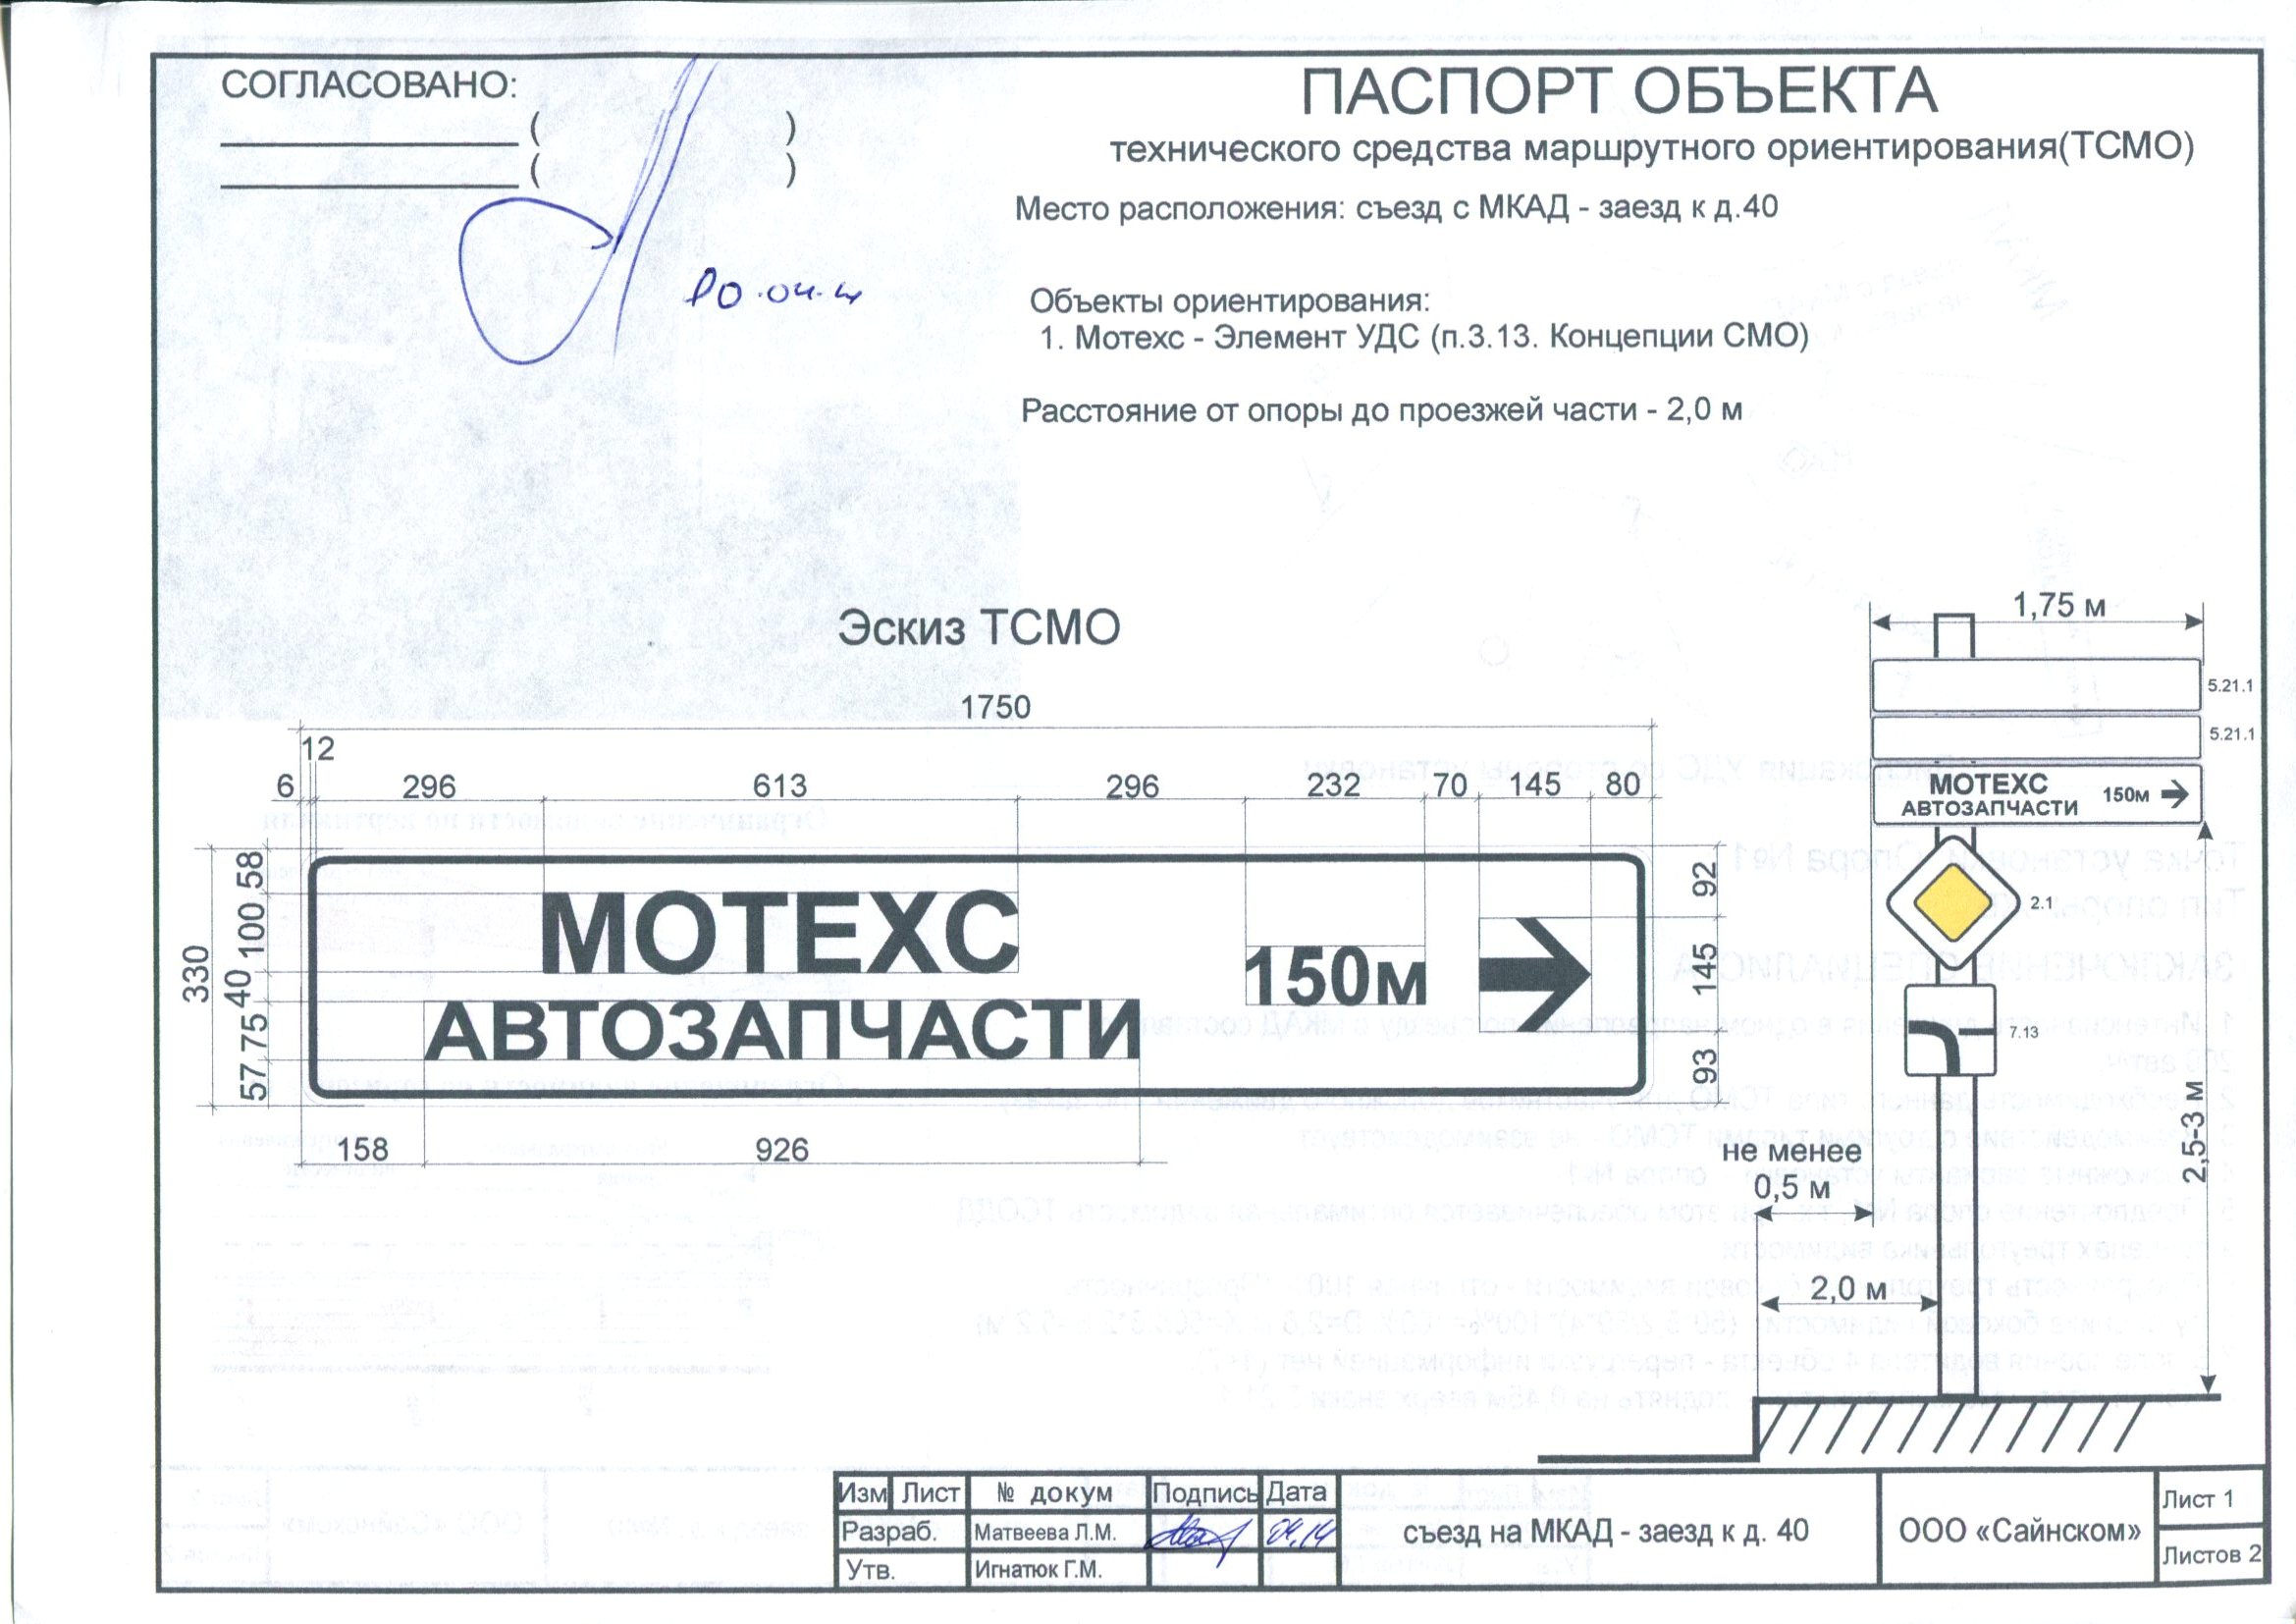 СОГЛАСОВАНО:
( )
( )
ПАСПОРТ ОБЪЕКТА
технического средства маршрутного ориентирования(ТСМО)
Место расположения: съезд с МКАД - заезд к д.40
Объекты ориентирования:
1. Мотехс - Элемент УДС (п.3.13. Концепции СМО)
Расстояние от опоры до проезжей части - 2,0 м
Эскиз ТСМО
1750
12
6 296 613 296 232 70 145 80
330
58
100
40
75
57
МОТЕХС
АВТОЗАПЧАСТИ
150м
92
145
93
158 926
1,75 м
5.21.1
5.21.1
МОТЕХС
АВТОЗАПЧАСТИ
150м
2.1
7.13
2,5-3 м
не менее
0,5 м
2,0 м
Изм Лист № докум Подпись Дата
Разраб. Матвеева Л.М. 04.14
Утв. Игнатюк Г.М.
съезд на МКАД - заезд к д. 40
ООО «Сайнском»
Лист 1
Листов 2